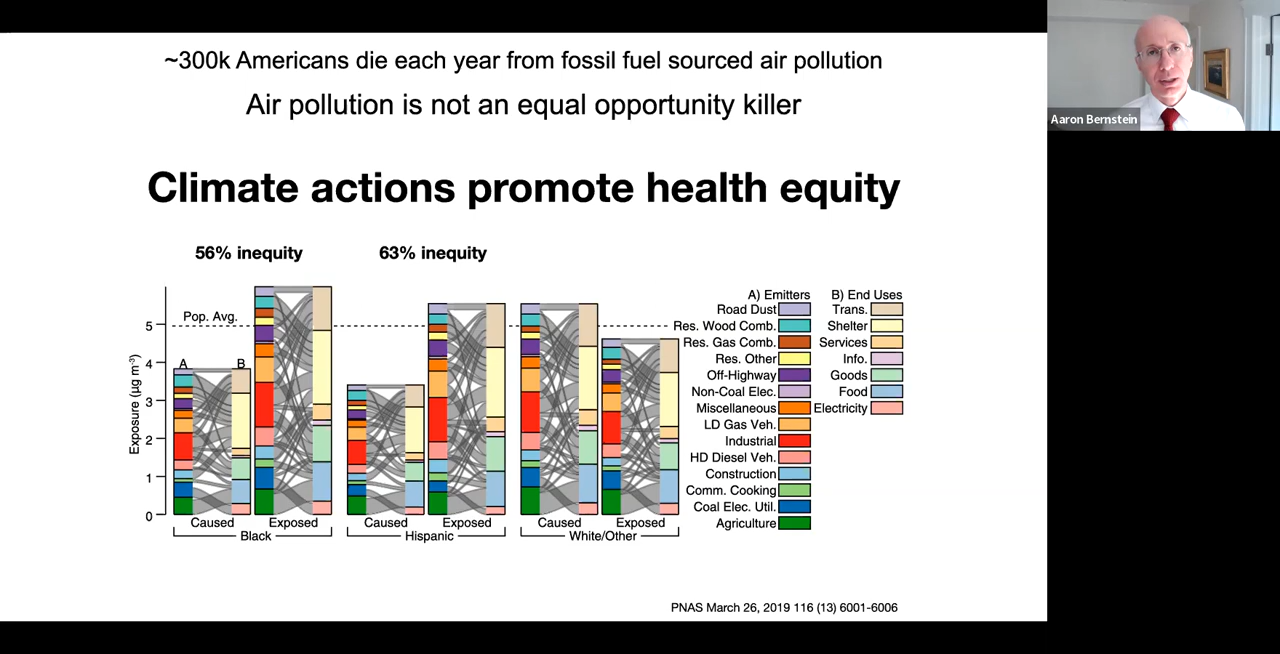 ~300k Americans die each year from fossil fuel sourced air pollution
Air pollution is not an equal opportunity killer
Aaron Bernstein
Climate actions promote health equity
56% inequity
63% inequity
Exposure (µg m⁻³)
5
4
3
2
1
0
Pop. Avg.
A
B
Caused
Exposed
Black
Caused
Exposed
Hispanic
Caused
Exposed
White/Other
A) Emitters
Road Dust
Res. Wood Comb.
Res. Gas Comb.
Res. Other
Off-Highway
Non-Coal Elec.
Miscellaneous
LD Gas Veh.
Industrial
HD Diesel Veh.
Construction
Comm. Cooking
Coal Elec. Util.
Agriculture
B) End Uses
Trans.
Shelter
Services
Info.
Goods
Food
Electricity
PNAS March 26, 2019 116 (13) 6001-6006